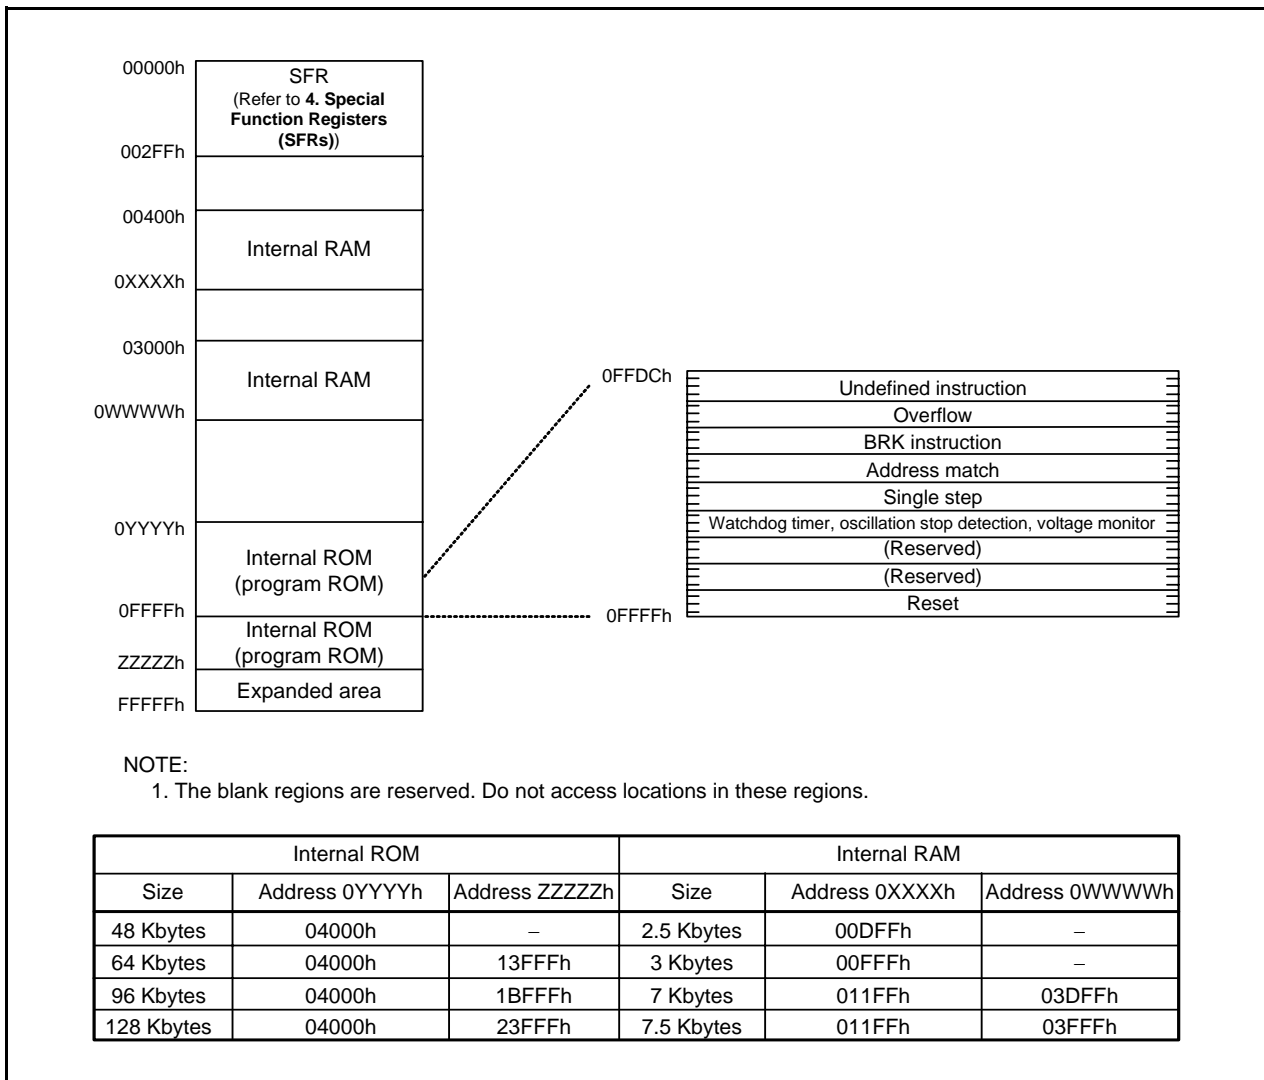 00000h
SFR
(Refer to 4. Special
Function Registers
(SFRs))
002FFh
00400h
Internal RAM
0XXXXh
03000h
Internal RAM
0WWWWh
0YYYYh
Internal ROM
(program ROM)
0FFFFh
Internal ROM
(program ROM)
ZZZZZh
Expanded area
FFFFFh
0FFDCh
Undefined instruction
Overflow
BRK instruction
Address match
Single step
Watchdog timer, oscillation stop detection, voltage monitor
(Reserved)
(Reserved)
Reset
0FFFFh
NOTE:
1. The blank regions are reserved. Do not access locations in these regions.
Internal ROM Internal RAM
Size Address 0YYYYh Address ZZZZZh Size Address 0XXXXh Address 0WWWWh
48 Kbytes 04000h − 2.5 Kbytes 00DFFh −
64 Kbytes 04000h 13FFFh 3 Kbytes 00FFFh −
96 Kbytes 04000h 1BFFFh 7 Kbytes 011FFh 03DFFh
128 Kbytes 04000h 23FFFh 7.5 Kbytes 011FFh 03FFFh